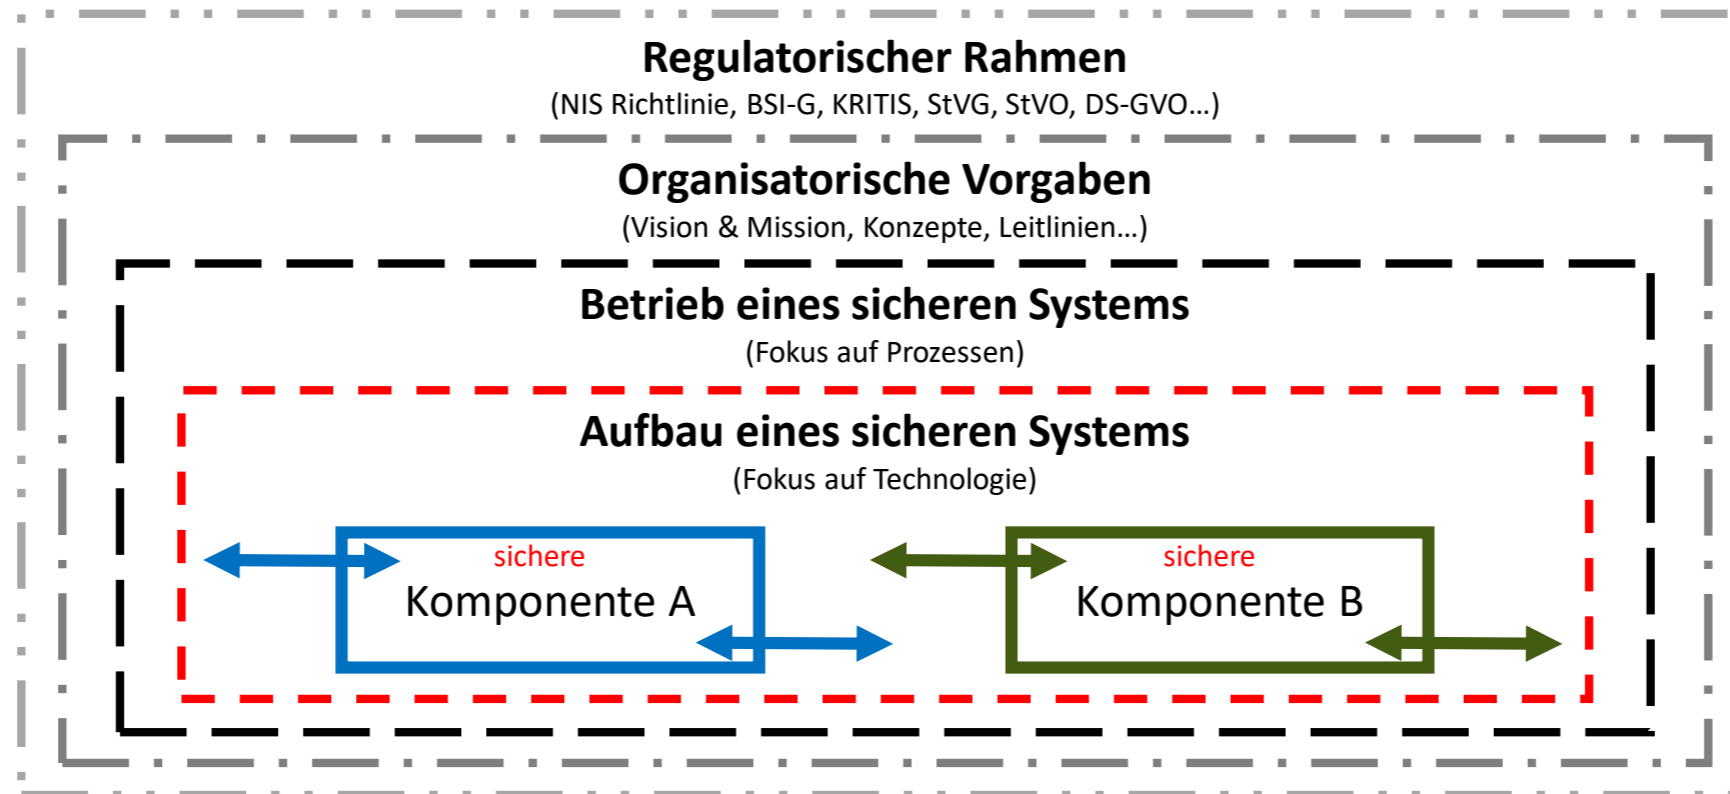 Regulatorischer Rahmen
(NIS Richtlinie, BSI-G, KRITIS, StVG, StVO, DS-GVO...)
Organisatorische Vorgaben
(Vision & Mission, Konzepte, Leitlinien...)
Betrieb eines sicheren Systems
(Fokus auf Prozessen)
Aufbau eines sicheren Systems
(Fokus auf Technologie)
sichere
Komponente A
sichere
Komponente B